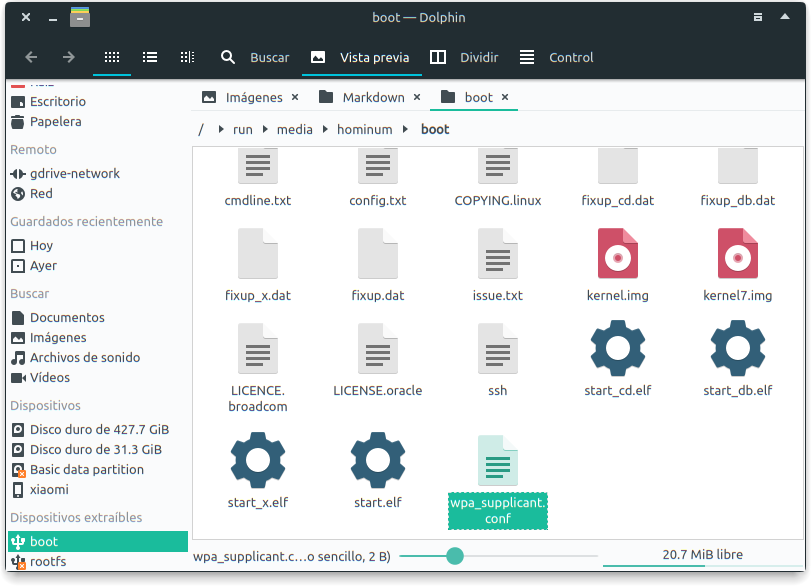 boot — Dolphin
Buscar
Vista previa
Dividir
Control
Imágenes
Markdown
boot
/ run media hominum boot
Escritorio
Papelera
Remoto
gdrive-network
Red
Guardados recientemente
Hoy
Ayer
Buscar
Documentos
Imágenes
Archivos de sonido
Vídeos
Dispositivos
Disco duro de 427.7 GiB
Disco duro de 31.3 GiB
Basic data partition
xiaomi
Dispositivos extraíbles
boot
rootfs
cmdline.txt
config.txt
COPYING.linux
fixup_cd.dat
fixup_db.dat
fixup_x.dat
fixup.dat
issue.txt
kernel.img
kernel7.img
LICENCE.
broadcom
LICENSE.oracle
ssh
start_cd.elf
start_db.elf
start_x.elf
start.elf
wpa_supplicant.
conf
wpa_supplicant.c...o sencillo, 2 B)
20.7 MiB libre